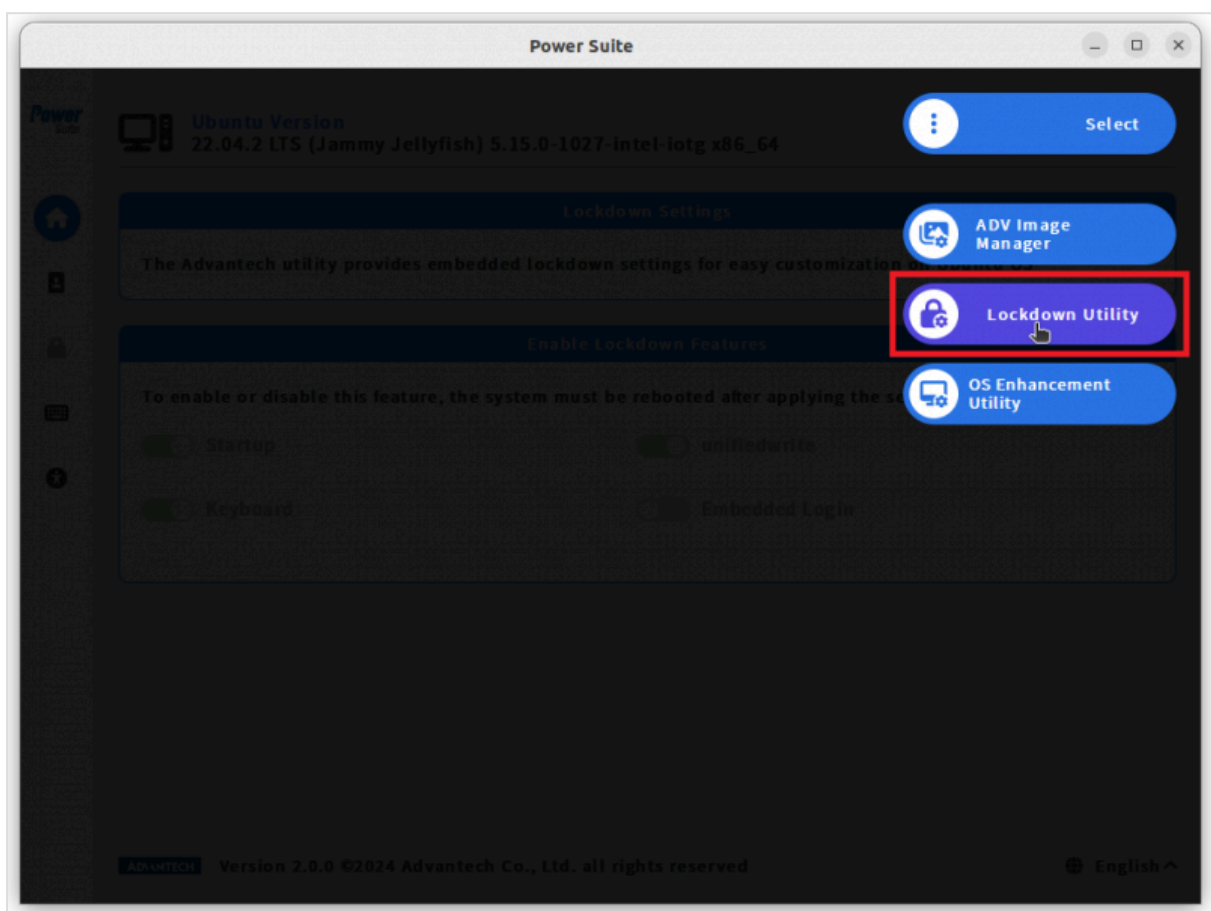 Power Suite
Power
Suite
Ubuntu Version
22.04.2 LTS (Jammy Jellyfish) 5.15.0-1027-intel-iotg x86_64
Select
Lockdown Settings
ADV Image
Manager
The Advantech utility provides embedded lockdown settings for easy customization on Ubuntu OS
Lockdown Utility
Enable Lockdown Features
OS Enhancement
Utility
To enable or disable this feature, the system must be rebooted after applying the
Startup
unifiedwrite
Keyboard
Embedded Login
ADVANTECH Version 2.0.0 ©2024 Advantech Co., Ltd. all rights reserved
English